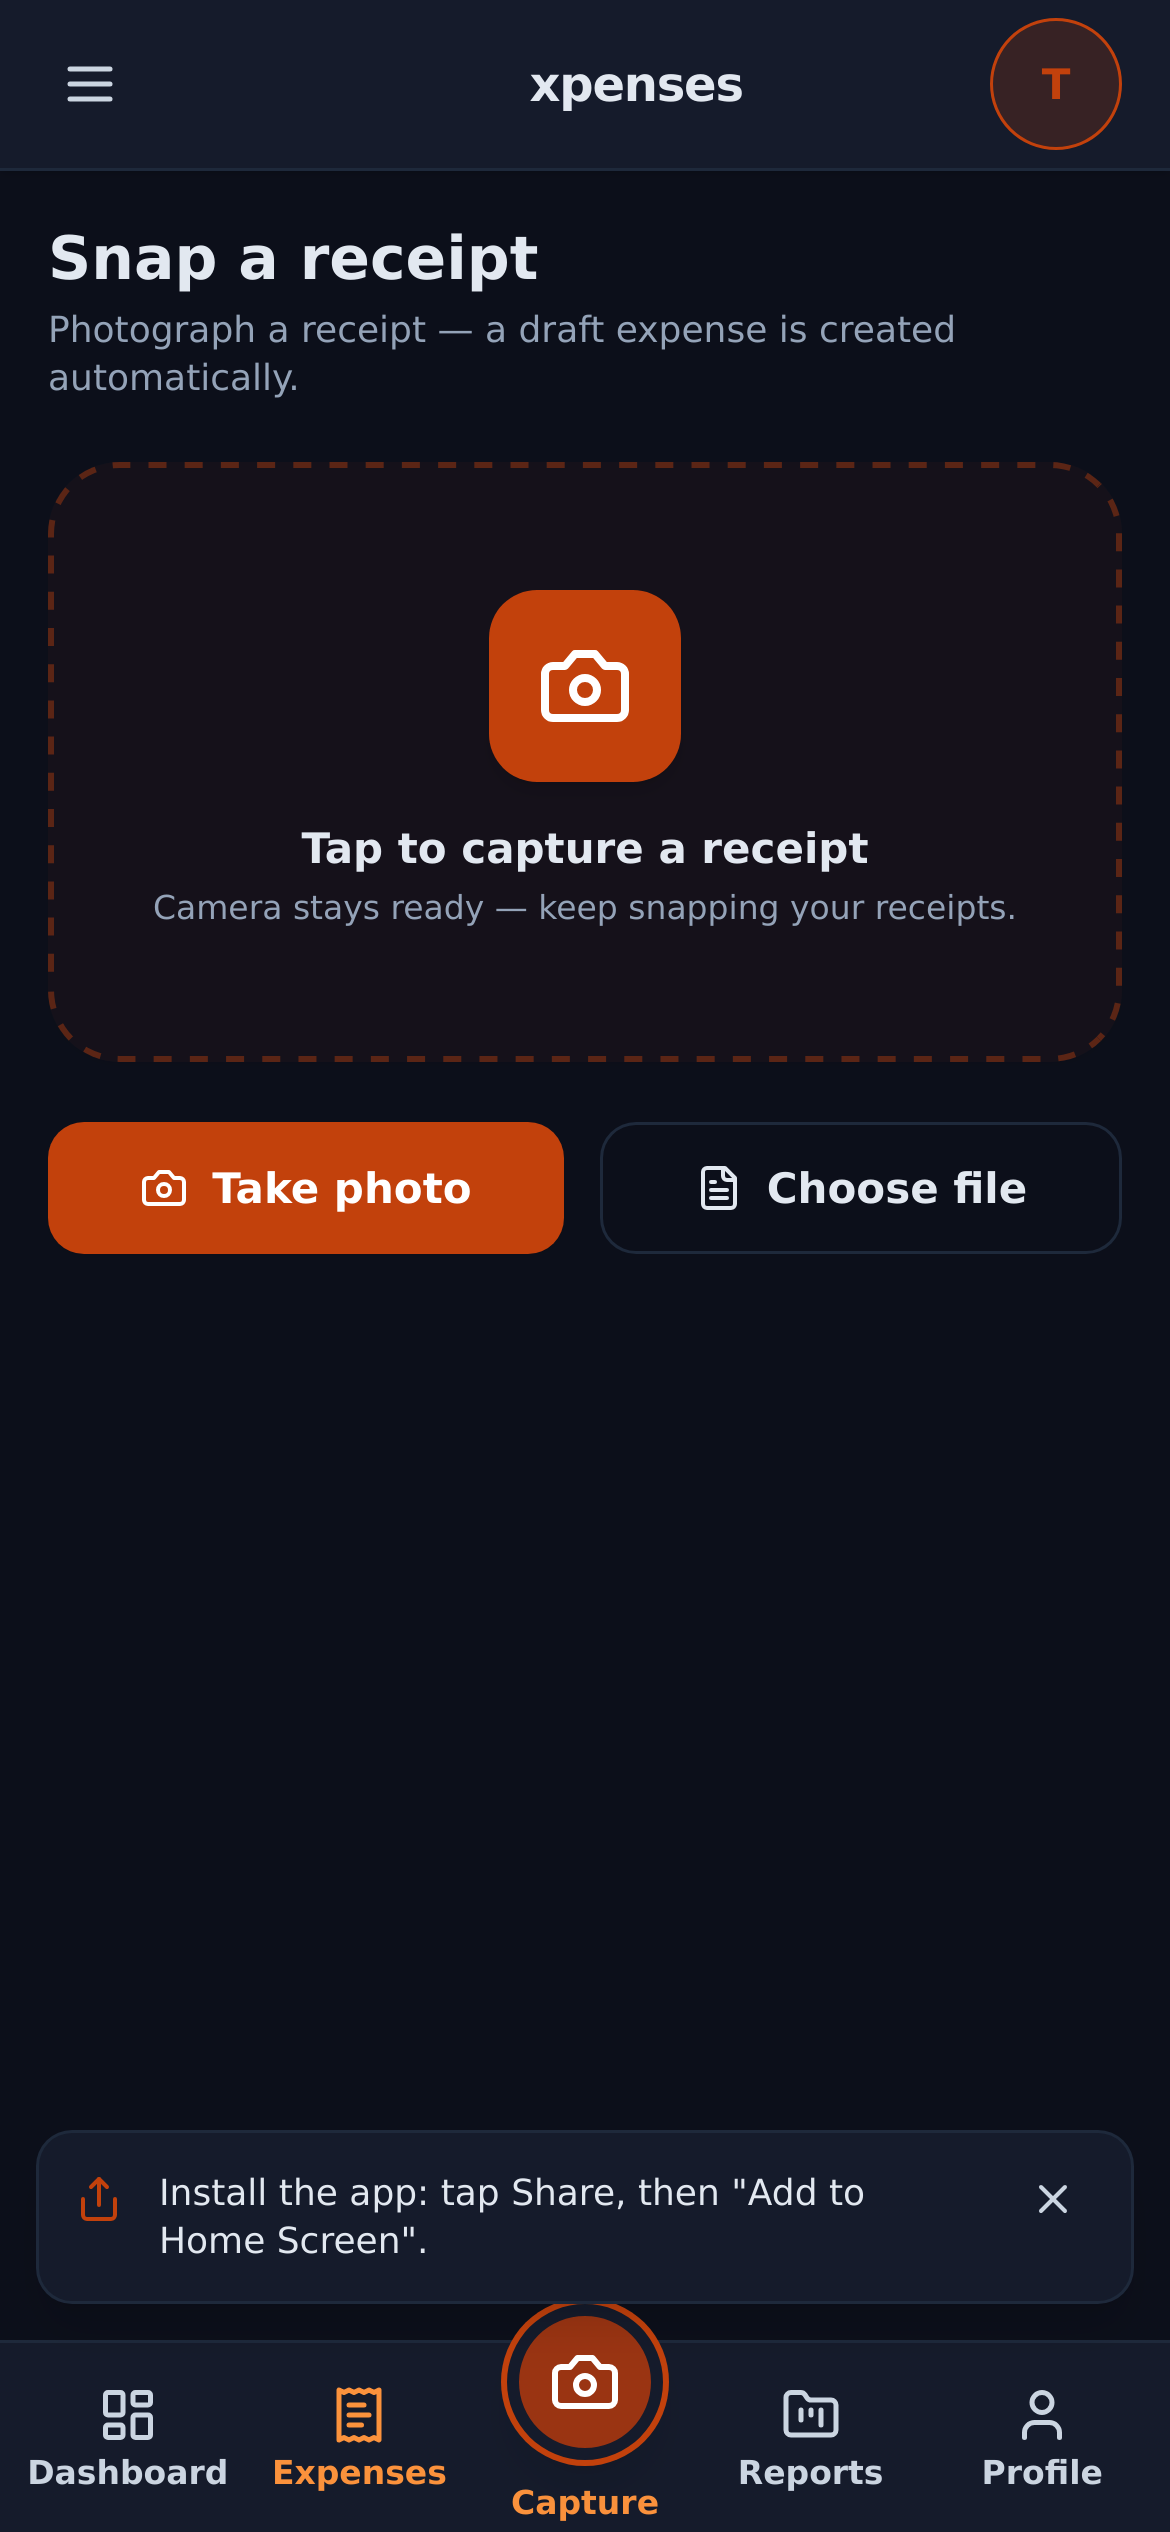 xpenses
T
Snap a receipt
Photograph a receipt — a draft expense is created
automatically.
Tap to capture a receipt
Camera stays ready — keep snapping your receipts.
Take photo
Choose file
Install the app: tap Share, then "Add to
Home Screen".
Dashboard
Expenses
Capture
Reports
Profile